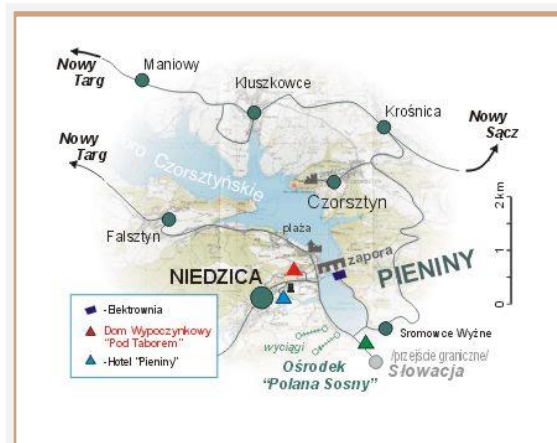 Nowy
Targ
Maniowy
Kluszkowce
Krośnica
Nowy
Sącz
Nowy
Targ
Czorsztyńskie
Czorsztyn
Falsztyn
plaża
zapora
PIENINY
NIEDZICA
2 km
1
0
-Elektrownia
Dom Wypoczynkowy
"Pod Taborem"
-Hotel "Pieniny"
wyciągi
Ośrodek
"Polana Sosny"
Sromowce Wyżne
/przejście graniczne/
Słowacja